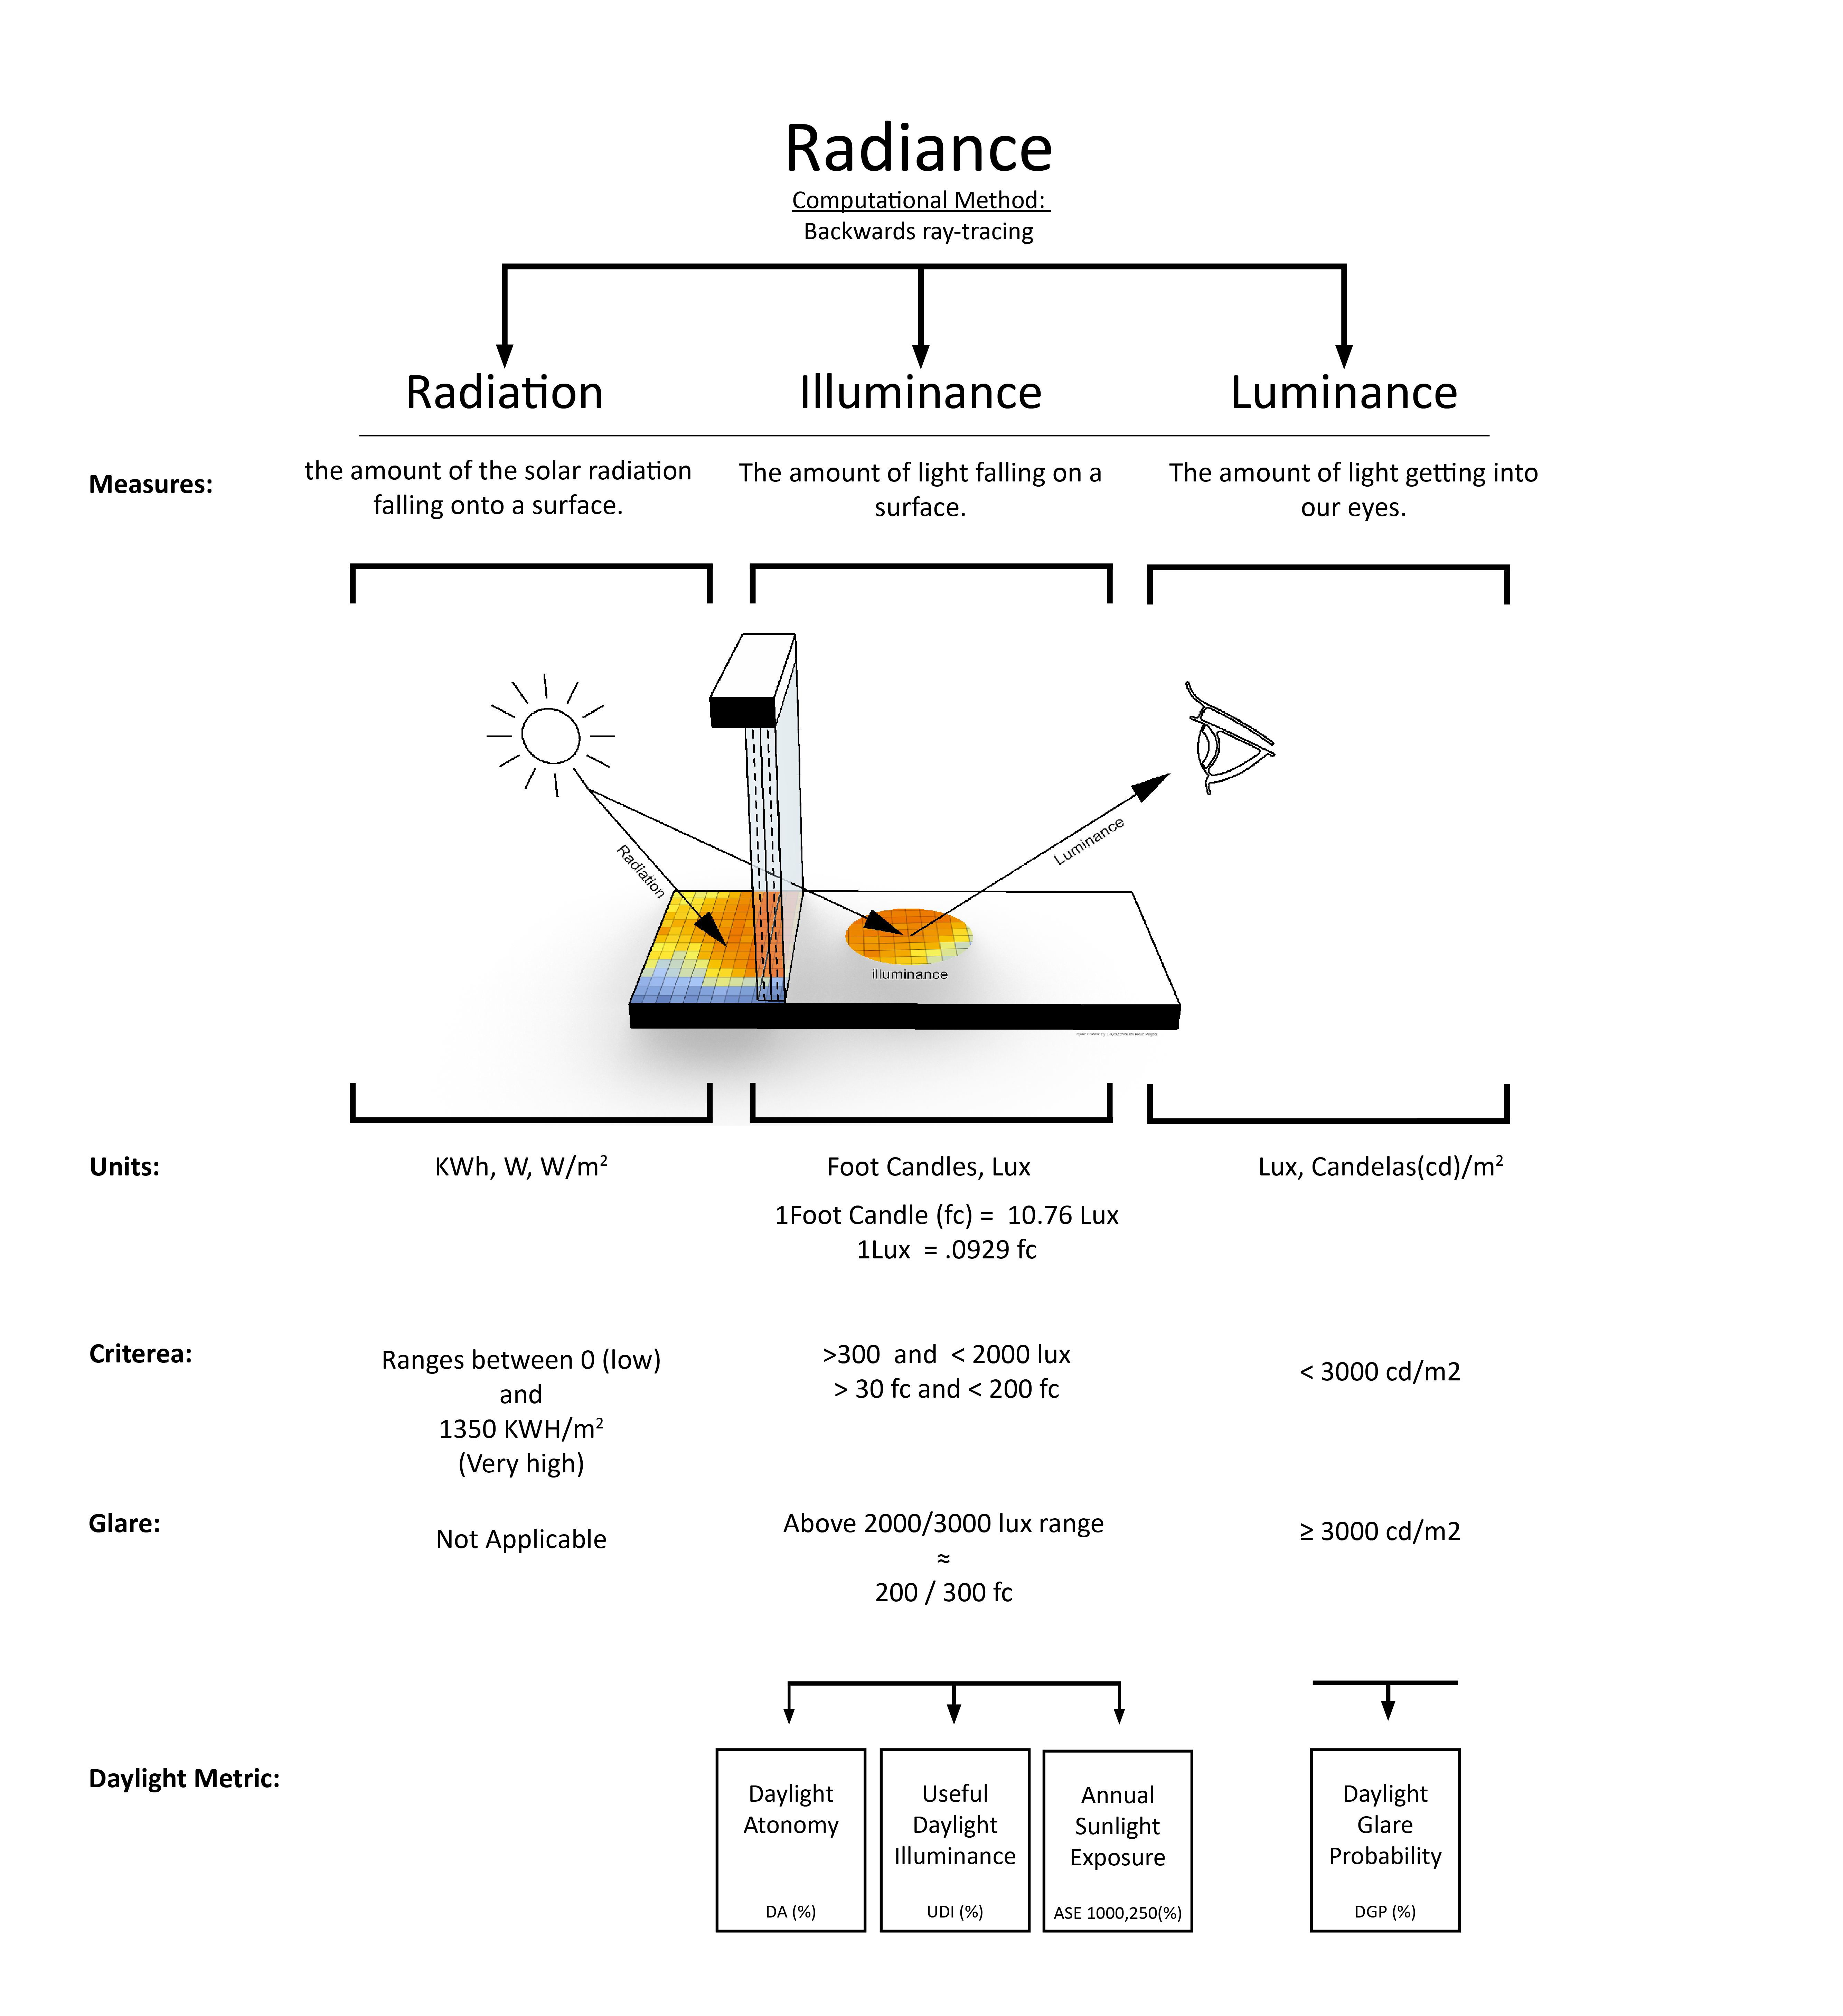 Radiance
Computational Method:
Backwards ray-tracing
Radiation
Illuminance
Luminance
Measures:
the amount of the solar radiation
falling onto a surface.
The amount of light falling on a
surface.
The amount of light getting into
our eyes.
Radiation
Luminance
illuminance
Units:
KWh, W, W/m²
Foot Candles, Lux
1Foot Candle (fc) = 10.76 Lux
1Lux = .0929 fc
Lux, Candelas(cd)/m²
Criterea:
Ranges between 0 (low)
and
1350 KWH/m²
(Very high)
>300 and < 2000 lux
> 30 fc and < 200 fc
< 3000 cd/m2
Glare:
Not Applicable
Above 2000/3000 lux range
≈
200 / 300 fc
≥ 3000 cd/m2
Daylight Metric:
Daylight
Atonomy
DA (%)
Useful
Daylight
Illuminance
UDI (%)
Annual
Sunlight
Exposure
ASE 1000,250(%)
Daylight
Glare
Probability
DGP (%)